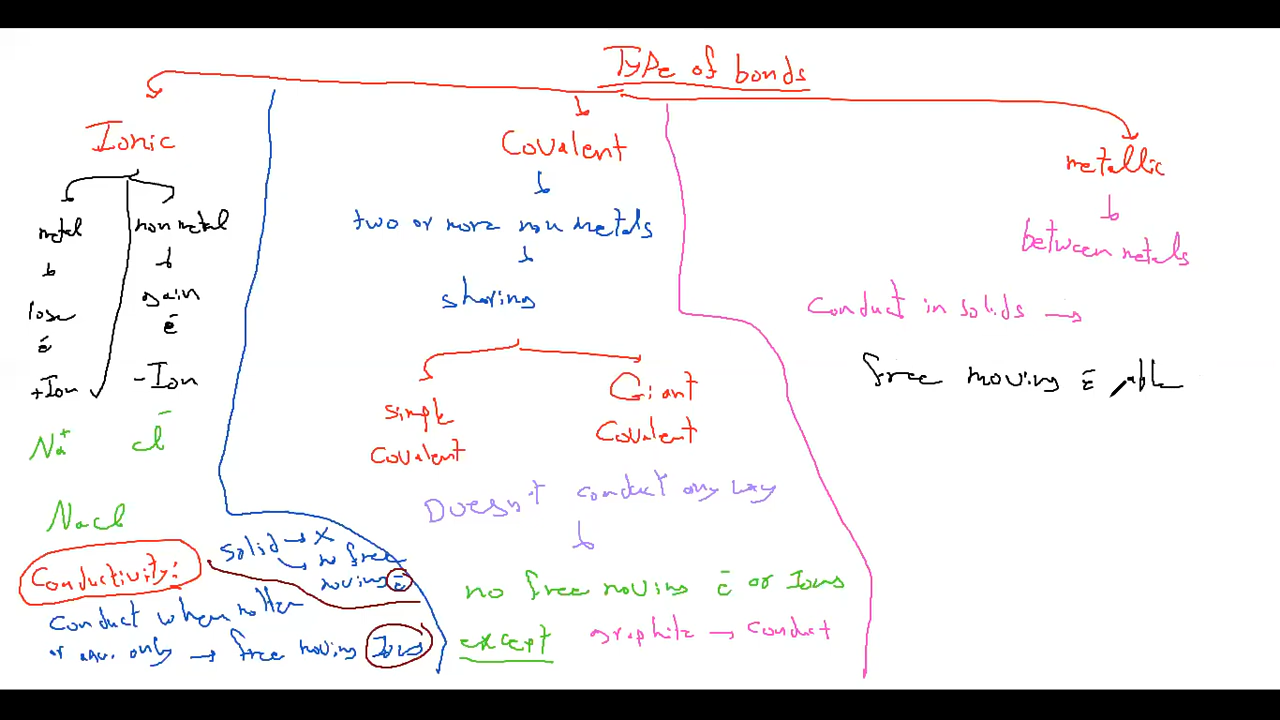 Type of bonds
Ionic
metal
lose
ē
+Ion
Na⁺
non metal
gain
ē
-Ion
cl⁻
Nacl
Conductivity:
solid → X
no free
moving ē
Conduct when molten
or aqu. only → free moving Ions
Covalent
two or more non metals
sharing
simple
covalent
Giant
Covalent
Doesn't conduct any way
no free moving ē or Ions
except graphite → conduct
metallic
between metals
Conduct in solids →
free moving ē able